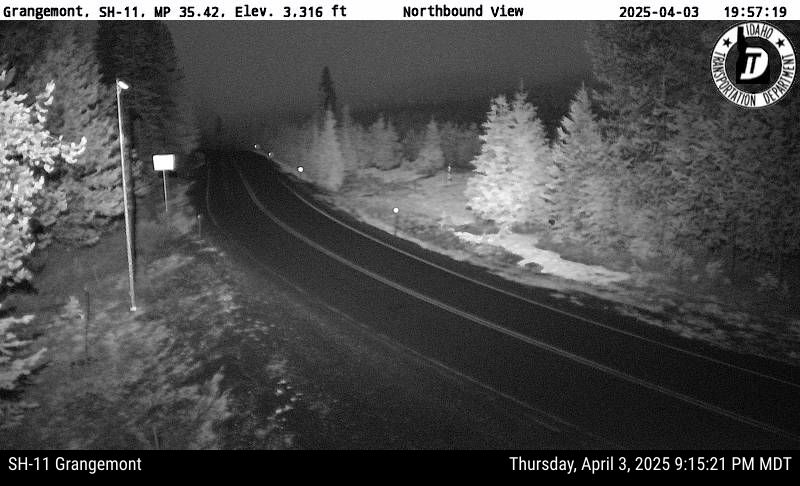 Grangemont, SH-11, MP 35.42, Elev. 3,316 ft Northbound View 2025-04-03 19:57:19
IDAHO
TRANSPORTATION DEPARTMENT
SH-11 Grangemont Thursday, April 3, 2025 9:15:21 PM MDT